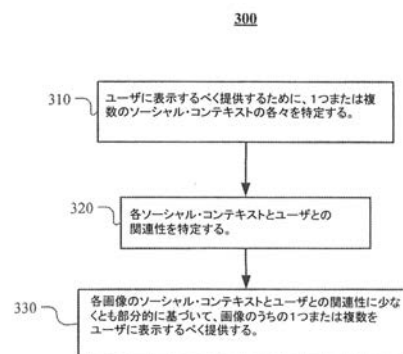 300
310
ユーザに表示するべく提供するために、1つまたは複
数のソーシャル・コンテキストの各々を特定する。
320
各ソーシャル・コンテキストとユーザとの
関連性を特定する。
330
各画像のソーシャル・コンテキストとユーザとの関連性に少な
くとも部分的に基づいて、画像のうちの1つまたは複数を
ユーザに表示するべく提供する。